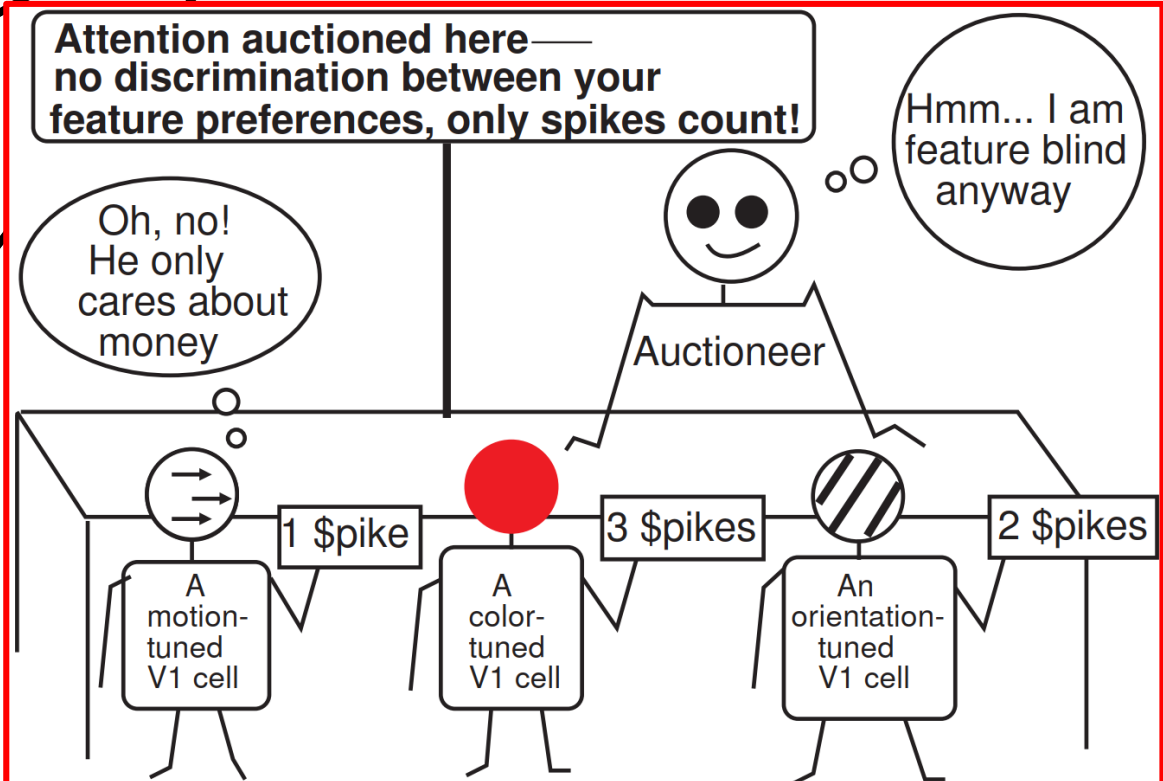 Attention auctioned here——
no discrimination between your
feature preferences, only spikes count!
Hmm... I am
feature blind
anyway
Oh, no!
He only
cares about
money
Auctioneer
1 $pike
3 $pikes
2 $pikes
A
motion-
tuned
V1 cell
A
color-
tuned
V1 cell
An
orientation-
tuned
V1 cell